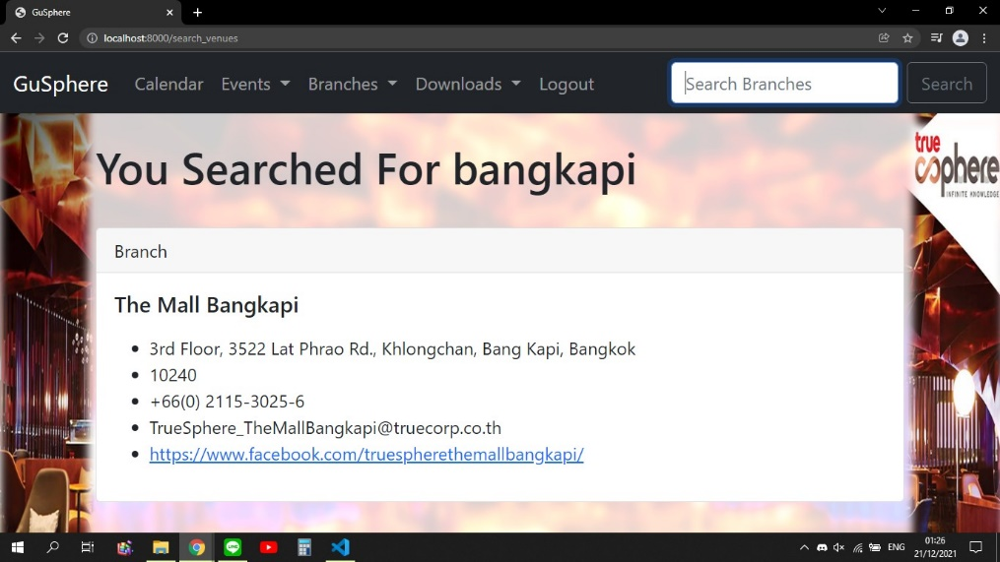 GuSphere
localhost:8000/search_venues
GuSphere Calendar Events Branches Downloads Logout Search Branches Search
true
sphere
INFINITE KNOWLEDGE
You Searched For bangkapi
Branch
The Mall Bangkapi
3rd Floor, 3522 Lat Phrao Rd., Khlongchan, Bang Kapi, Bangkok
10240
+66(0) 2115-3025-6
TrueSphere_TheMallBangkapi@truecorp.co.th
https://www.facebook.com/truespherethemallbangkapi/
LINE
ENG
01:26
21/12/2021